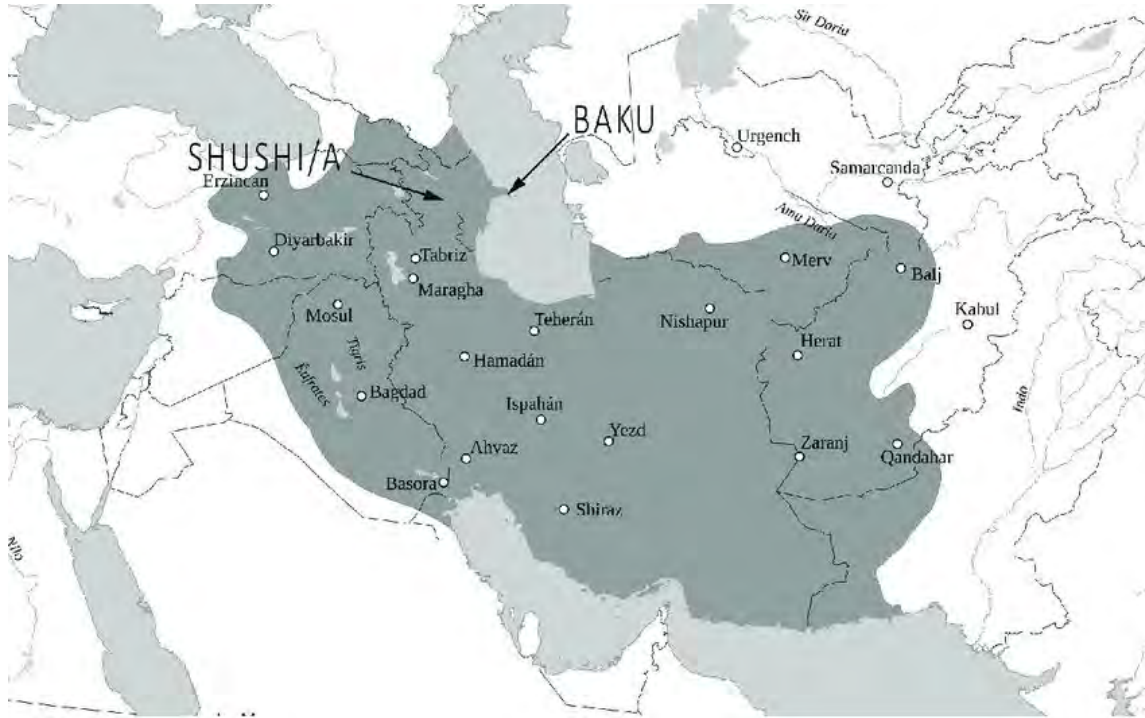 Sir Daria
BAKU
SHUSHI/A
Urgench
Samarcanda
Erzincan
Amu Daria
Diyarbakir
Tabriz
Merv
Balj
Maragha
Mosul
Teherán
Nishapur
Kabul
Tigris
Herat
Hamadán
Eufrates
Bagdad
Indo
Ispahán
Yezd
Ahvaz
Zaranj
Qandahar
Basora
Shiraz
Nilo